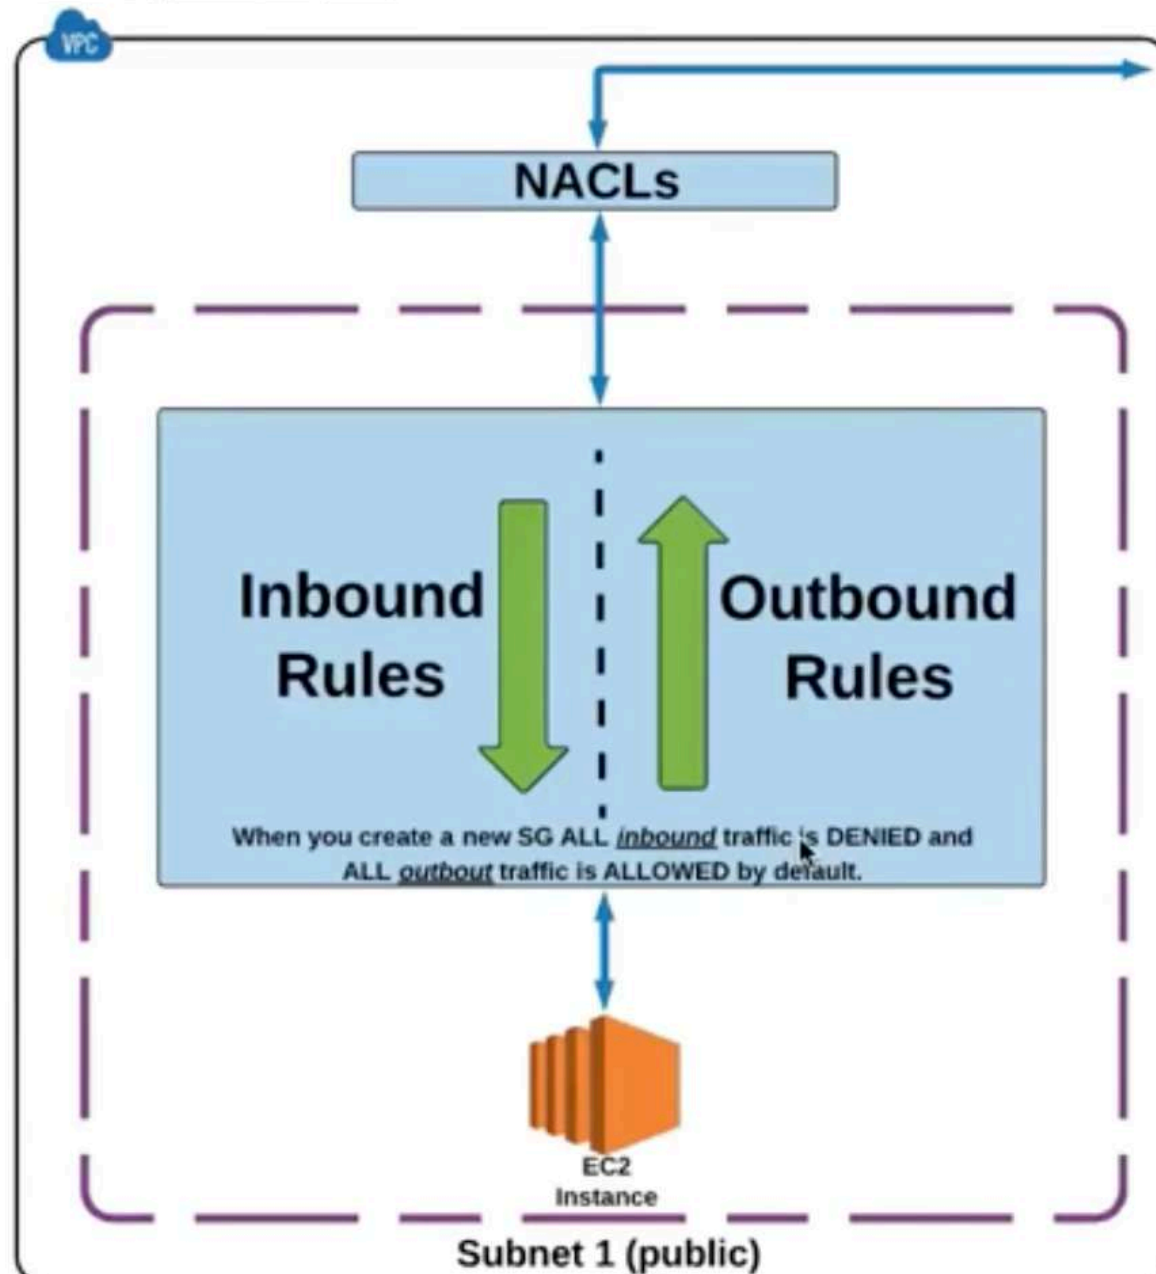 VPC
NACLs
Inbound
Rules
Outbound
Rules
When you create a new SG ALL inbound traffic is DENIED and
ALL outbout traffic is ALLOWED by default.
EC2
Instance
Subnet 1 (public)